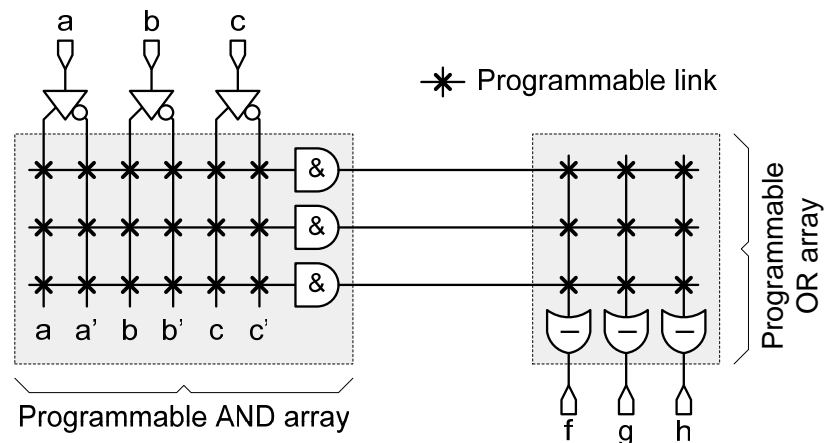 a b c
Programmable link
&
&
&
a a' b b' c c'
Programmable AND array
Programmable
OR array
f g h